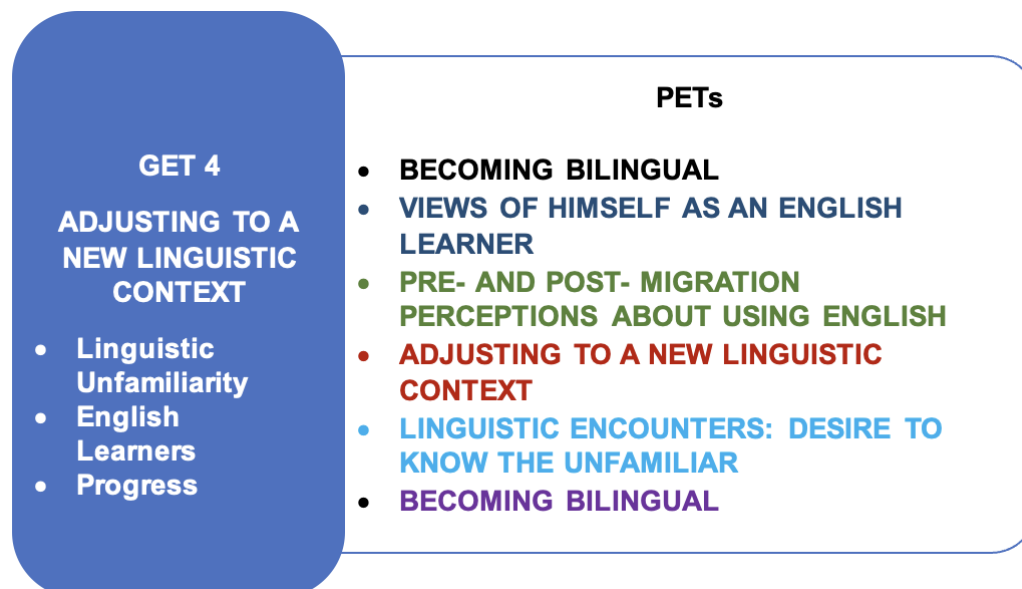 GET 4
ADJUSTING TO A
NEW LINGUISTIC
CONTEXT
• Linguistic
Unfamiliarity
• English
Learners
• Progress
PETs
• BECOMING BILINGUAL
• VIEWS OF HIMSELF AS AN ENGLISH
LEARNER
• PRE- AND POST- MIGRATION
PERCEPTIONS ABOUT USING ENGLISH
• ADJUSTING TO A NEW LINGUISTIC
CONTEXT
• LINGUISTIC ENCOUNTERS: DESIRE TO
KNOW THE UNFAMILIAR
• BECOMING BILINGUAL